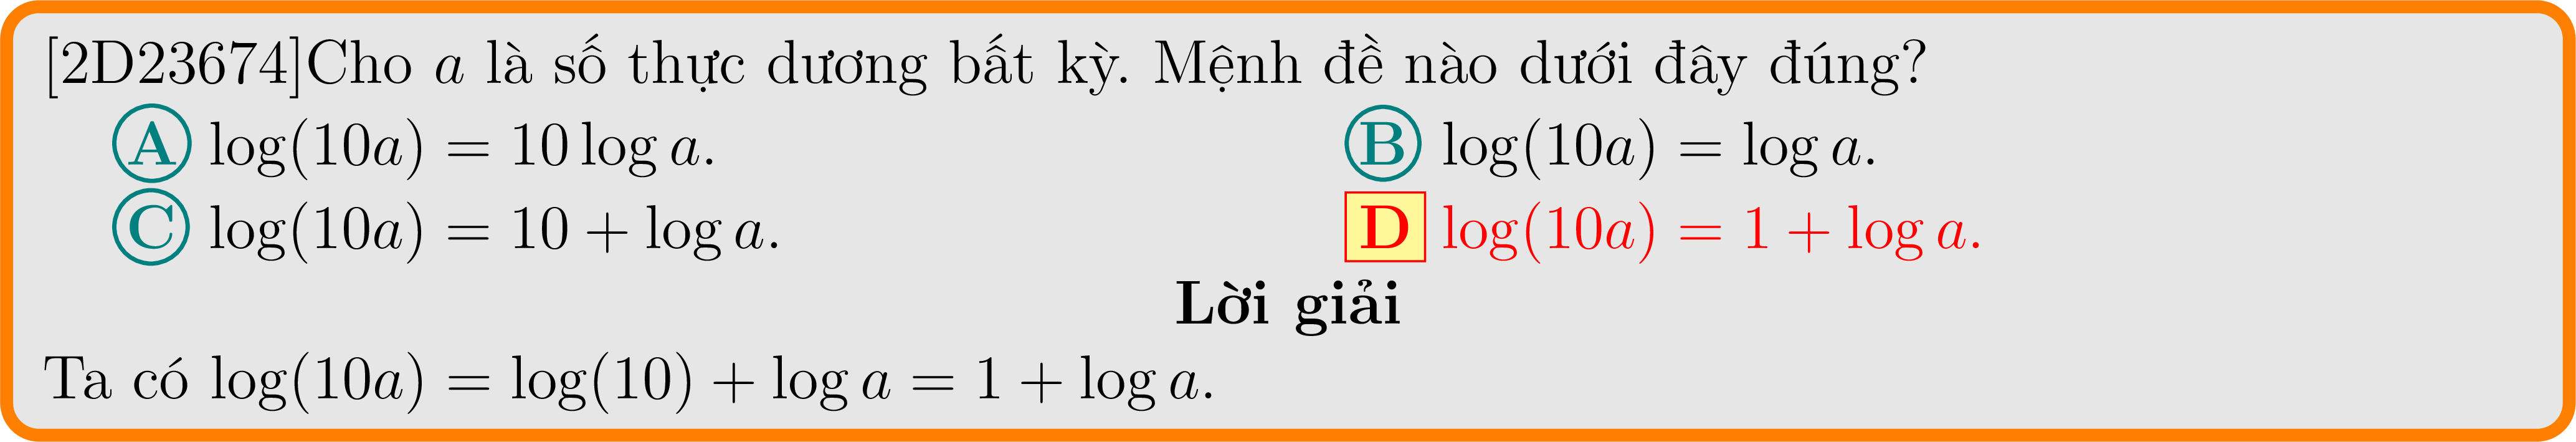 [2D23674]Cho a là số thực dương bất kỳ. Mệnh đề nào dưới đây đúng?
A log(10a) = 10 log a. B log(10a) = log a.
C log(10a) = 10 + log a. D log(10a) = 1 + log a.
Lời giải
Ta có log(10a) = log(10) + log a = 1 + log a.